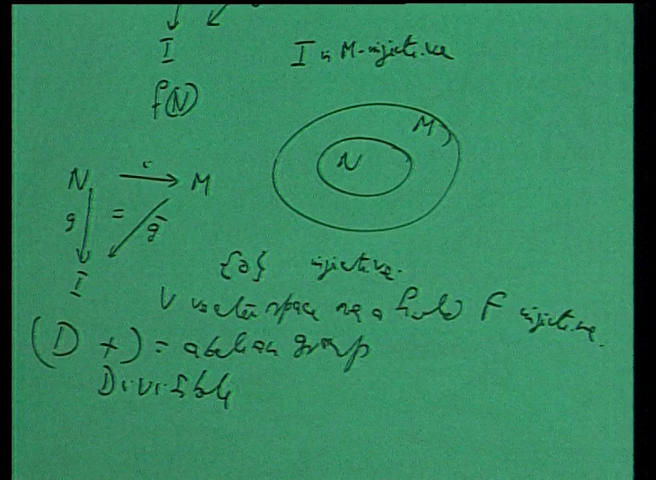 I
I is M-injective
f(N)
M
N
N i M
g = g̅
I
{0} injective.
V vector space over a field F injective.
(D +) = abelian group
Divisible